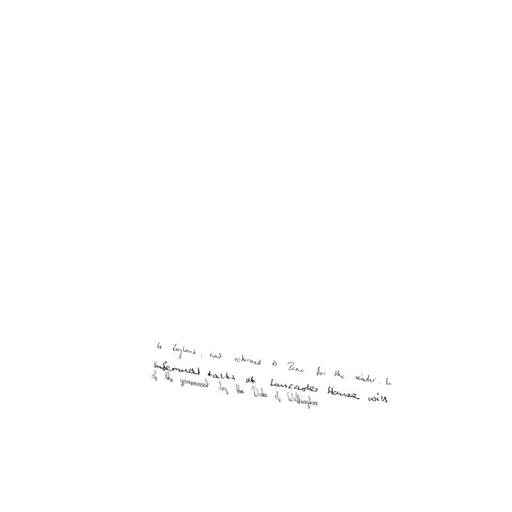 to England, and returned to Rome for the winter. In
informal talks at Lancaster House will
of the government by the Duke of Wellington